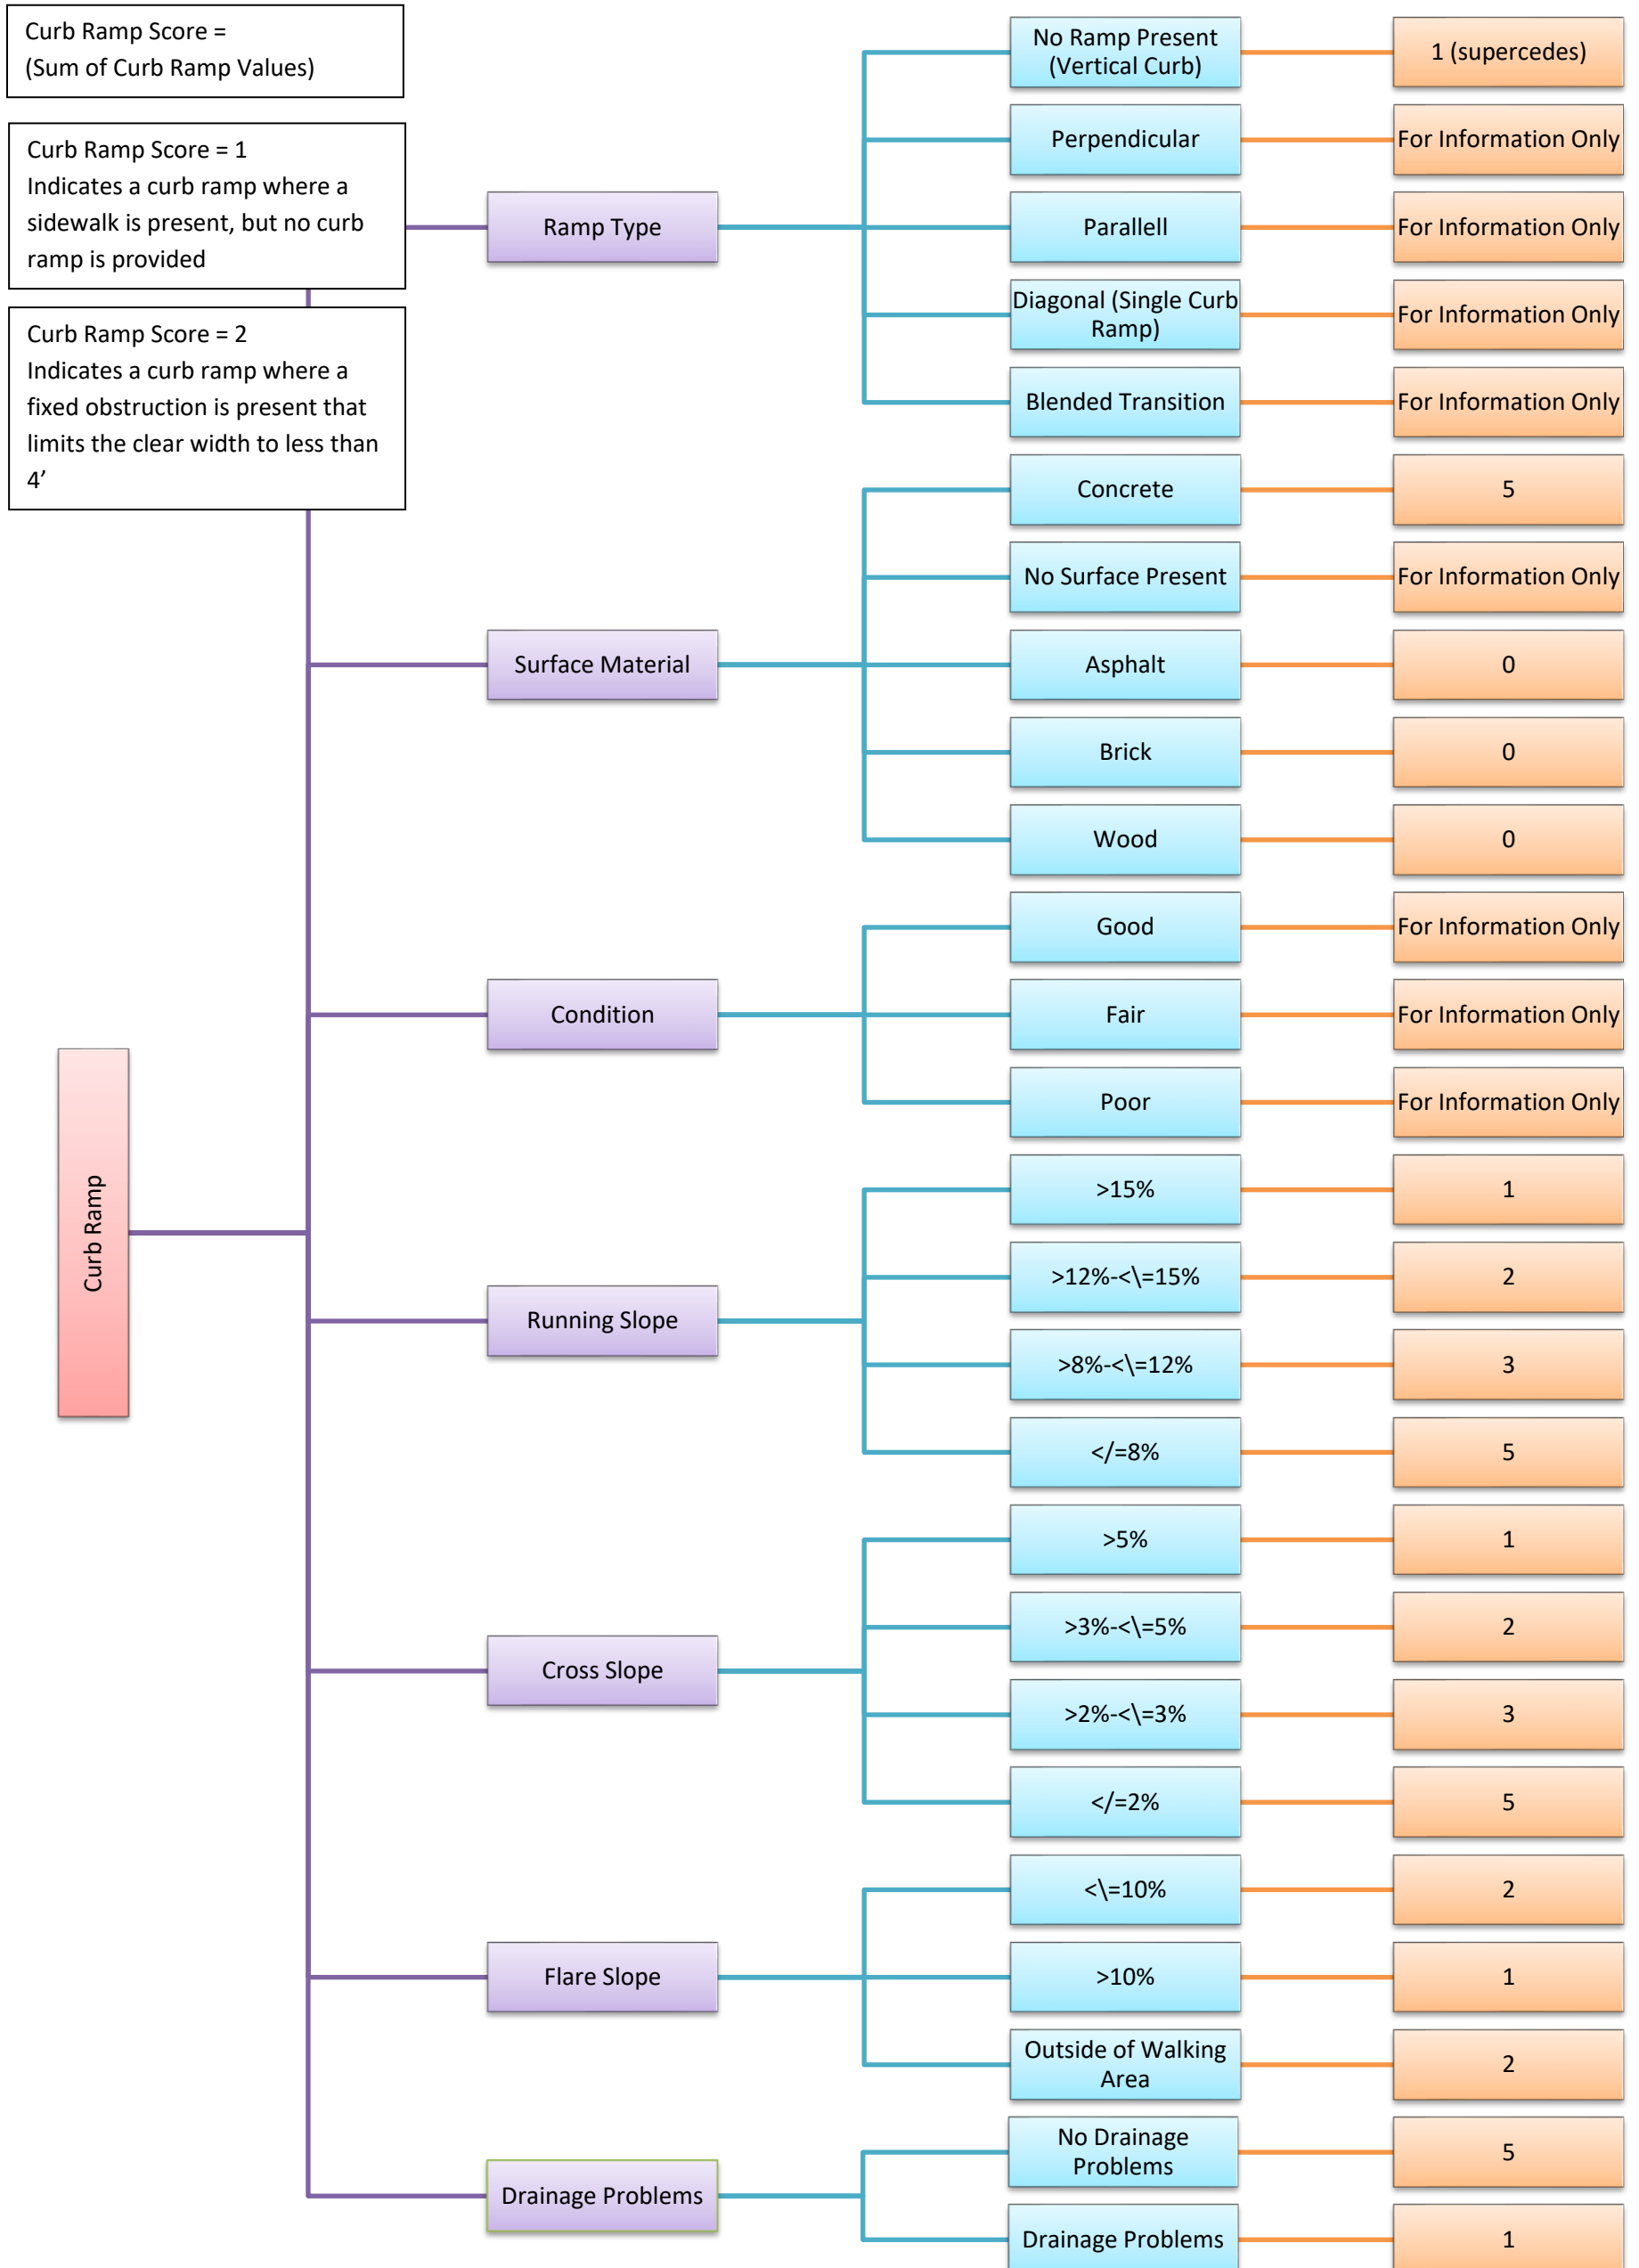 Curb Ramp Score =
(Sum of Curb Ramp Values)
Curb Ramp Score = 1
Indicates a curb ramp where a
sidewalk is present, but no curb
ramp is provided
Curb Ramp Score = 2
Indicates a curb ramp where a
fixed obstruction is present that
limits the clear width to less than
4’
Curb Ramp
Ramp Type
No Ramp Present
(Vertical Curb)
1 (supercedes)
Perpendicular
For Information Only
Parallell
For Information Only
Diagonal (Single Curb
Ramp)
For Information Only
Blended Transition
For Information Only
Surface Material
Concrete
5
No Surface Present
For Information Only
Asphalt
0
Brick
0
Wood
0
Condition
Good
For Information Only
Fair
For Information Only
Poor
For Information Only
Running Slope
>15%
1
>12%-<\=15%
2
>8%-<\=12%
3
</=8%
5
Cross Slope
>5%
1
>3%-<\=5%
2
>2%-<\=3%
3
</=2%
5
Flare Slope
<\=10%
2
>10%
1
Outside of Walking
Area
2
Drainage Problems
No Drainage
Problems
5
Drainage Problems
1